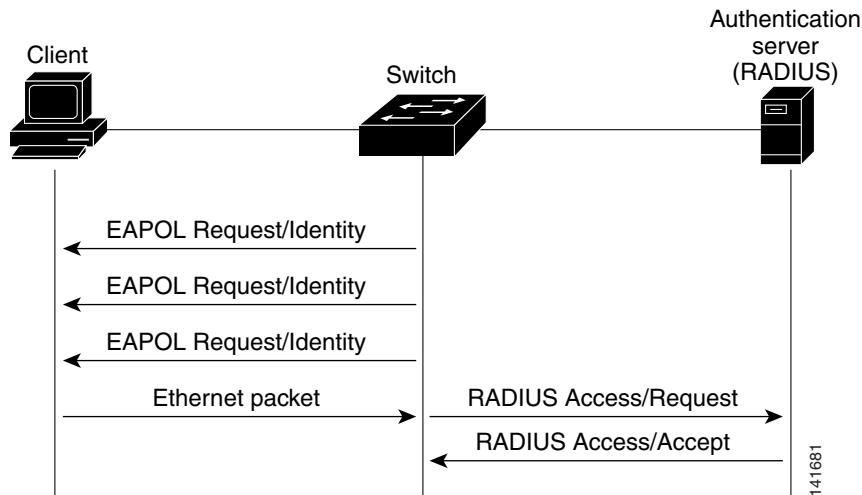 Authentication
server
(RADIUS)
Client
Switch
EAPOL Request/Identity
EAPOL Request/Identity
EAPOL Request/Identity
Ethernet packet
RADIUS Access/Request
RADIUS Access/Accept
141681